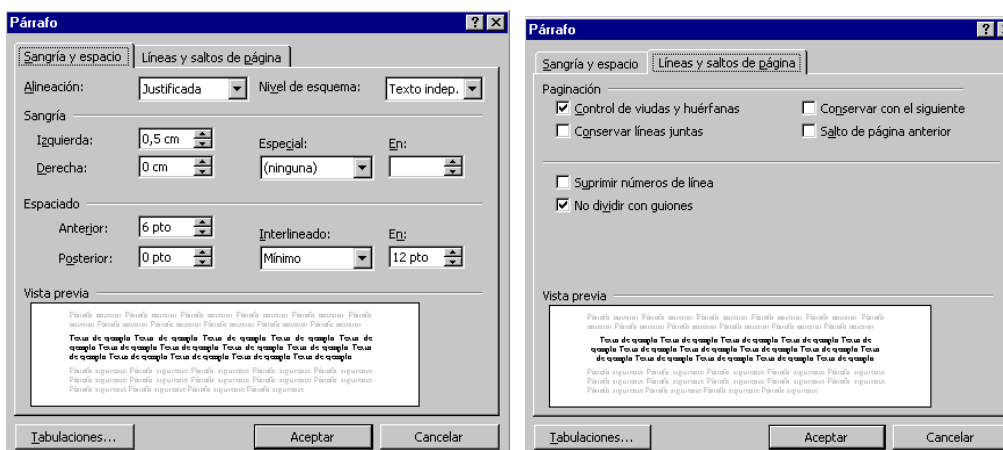 Párrafo
Sangría y espacio
Líneas y saltos de página
Alineación:
Justificada
Nivel de esquema:
Texto indep.
Sangría
Izquierda:
0,5 cm
Especial:
En:
Derecha:
0 cm
(ninguna)
Espaciado
Anterior:
6 pto
Interlineado:
En:
Posterior:
0 pto
Mínimo
12 pto
Vista previa
Tabulaciones...
Aceptar
Cancelar
Párrafo
Sangría y espacio
Líneas y saltos de página
Paginación
Control de viudas y huérfanas
Conservar con el siguiente
Conservar líneas juntas
Salto de página anterior
Suprimir números de línea
No dividir con guiones
Vista previa
Tabulaciones...
Aceptar
Cancelar